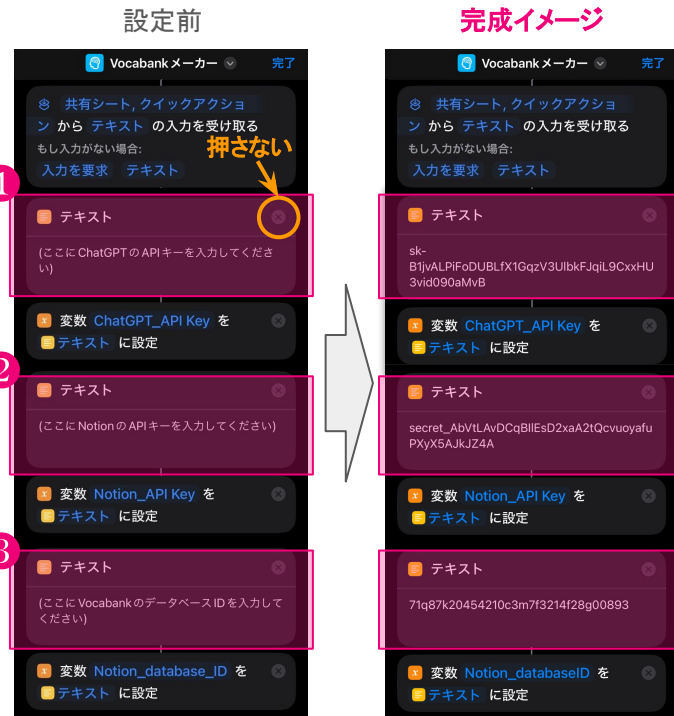 設定前
Vocabankメーカー
完了
共有シート, クイックアクショ
ン から テキスト の入力を受け取る
もし入力がない場合:
入力を要求 テキスト
押さない
1
テキスト
(ここにChatGPTのAPIキーを入力してくださ
い)
変数 ChatGPT_API Key を
テキスト に設定
2
テキスト
(ここにNotionのAPIキーを入力してください)
変数 Notion_API Key を
テキスト に設定
3
テキスト
(ここにVocabankのデータベースIDを入力して
ください)
変数 Notion_database_ID を
テキスト に設定
完成イメージ
Vocabankメーカー
完了
共有シート, クイックアクショ
ン から テキスト の入力を受け取る
もし入力がない場合:
入力を要求 テキスト
テキスト
sk-
B1jvALPiFoDUBLfX1GqzV3UlbkFJqiL9CxxHU
3vid090aMvB
変数 ChatGPT_API Key を
テキスト に設定
テキスト
secret_AbVtLAvDCqBIlEsD2xaA2tQcvuoyafu
PXyX5AJkJZ4A
変数 Notion_API Key を
テキスト に設定
テキスト
71q87k20454210c3m7f3214f28g00893
変数 Notion_databaseID を
テキスト に設定